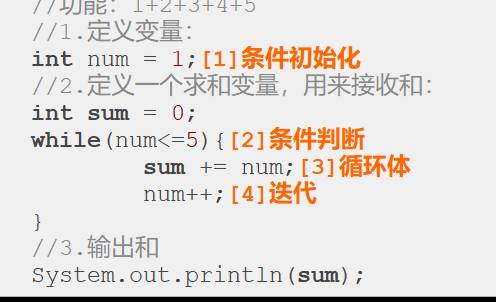 //功能：1+2+3+4+5
//1.定义变量：
int num = 1;[1]条件初始化
//2.定义一个求和变量，用来接收和：
int sum = 0;
while(num<=5){[2]条件判断
sum += num;[3]循环体
num++;[4]迭代
}
//3.输出和
System.out.println(sum);